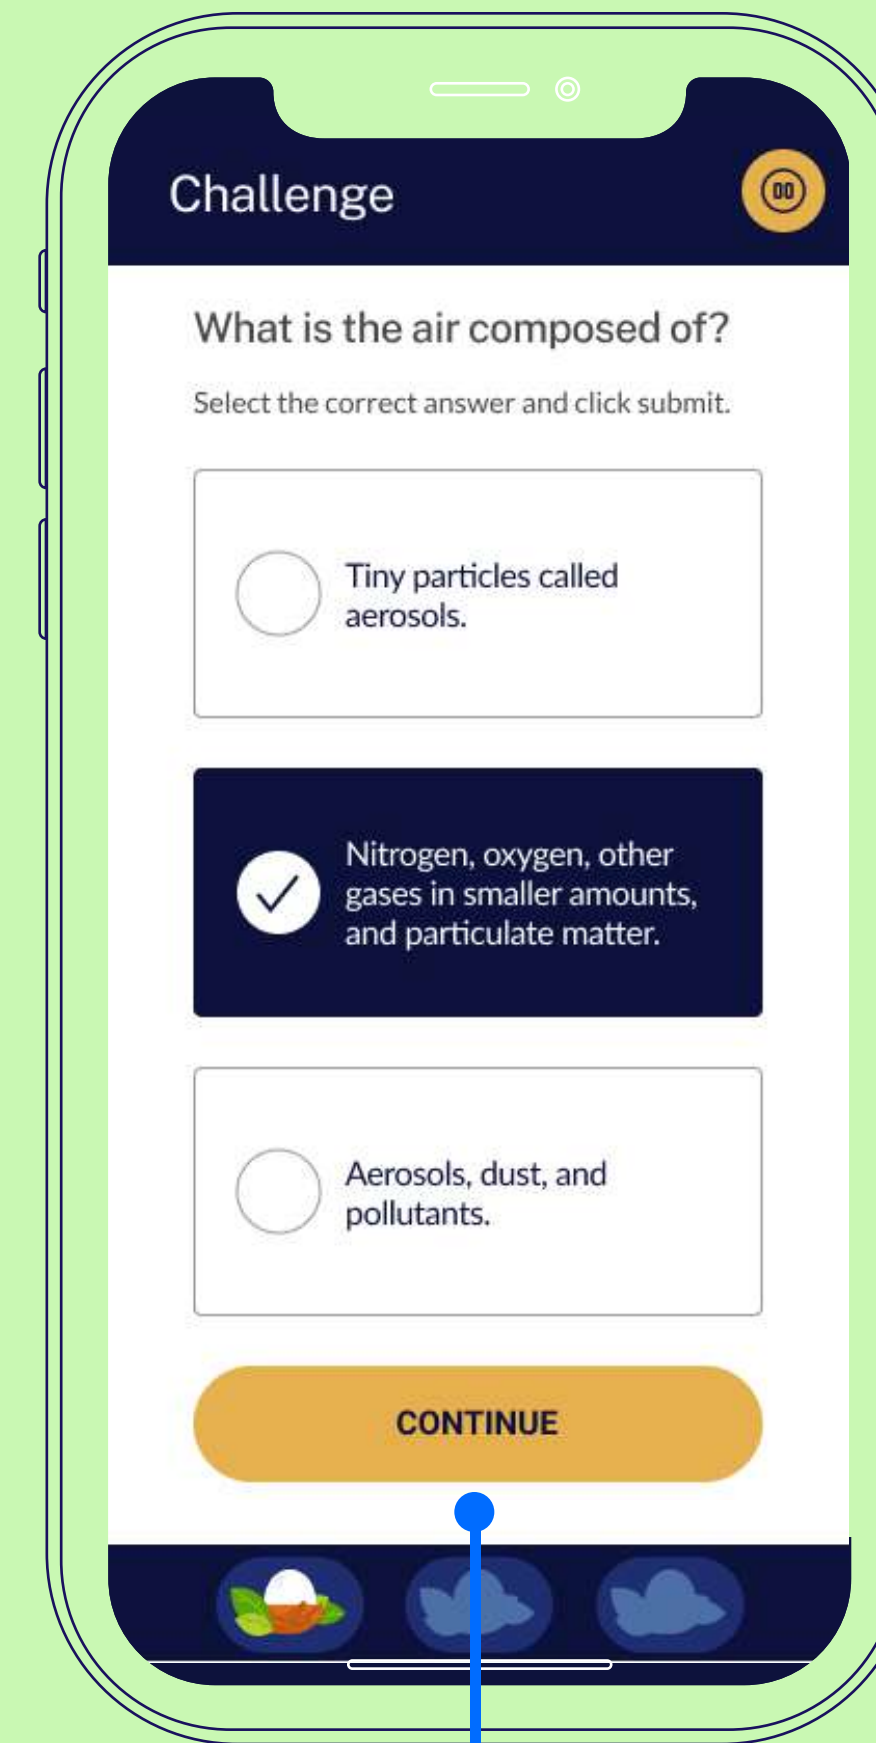 Challenge
What is the air composed of?
Select the correct answer and click submit.
Tiny particles called
aerosols.
Nitrogen, oxygen, other
gases in smaller amounts,
and particulate matter.
Aerosols, dust, and
pollutants.
CONTINUE